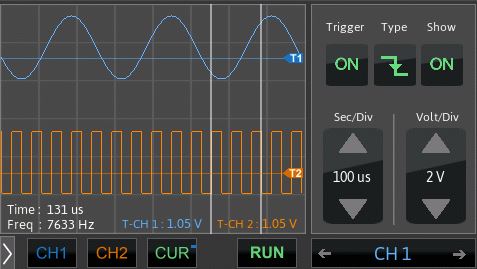 Trigger Type Show
T1
ON ON
Sec/Div Volt/Div
100 us 2 V
T2
Time : 131 us
Freq : 7633 Hz T-CH 1 : 1.05 V T-CH 2 : 1.05 V
CH1 CH2 CUR RUN CH 1